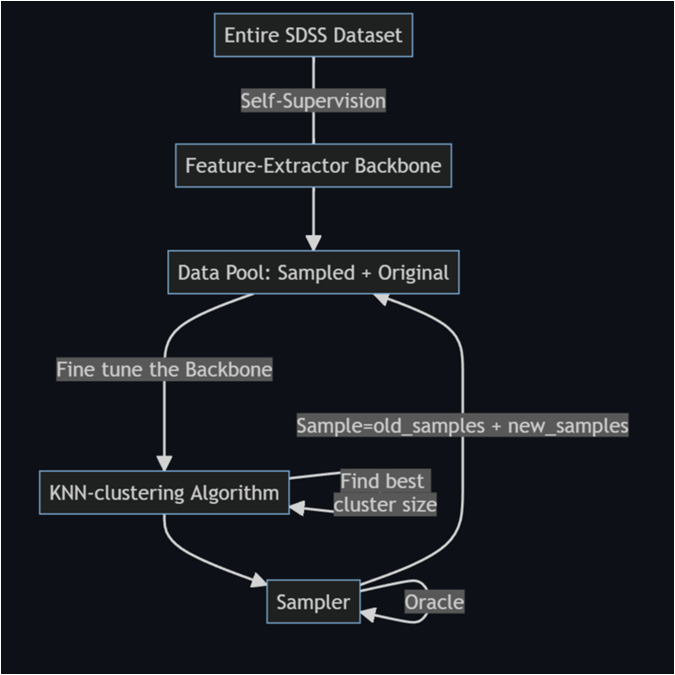 Entire SDSS Dataset
Self-Supervision
Feature-Extractor Backbone
Data Pool: Sampled + Original
Fine tune the Backbone
Sample=old_samples + new_samples
KNN-clustering Algorithm
Find best
cluster size
Sampler
Oracle